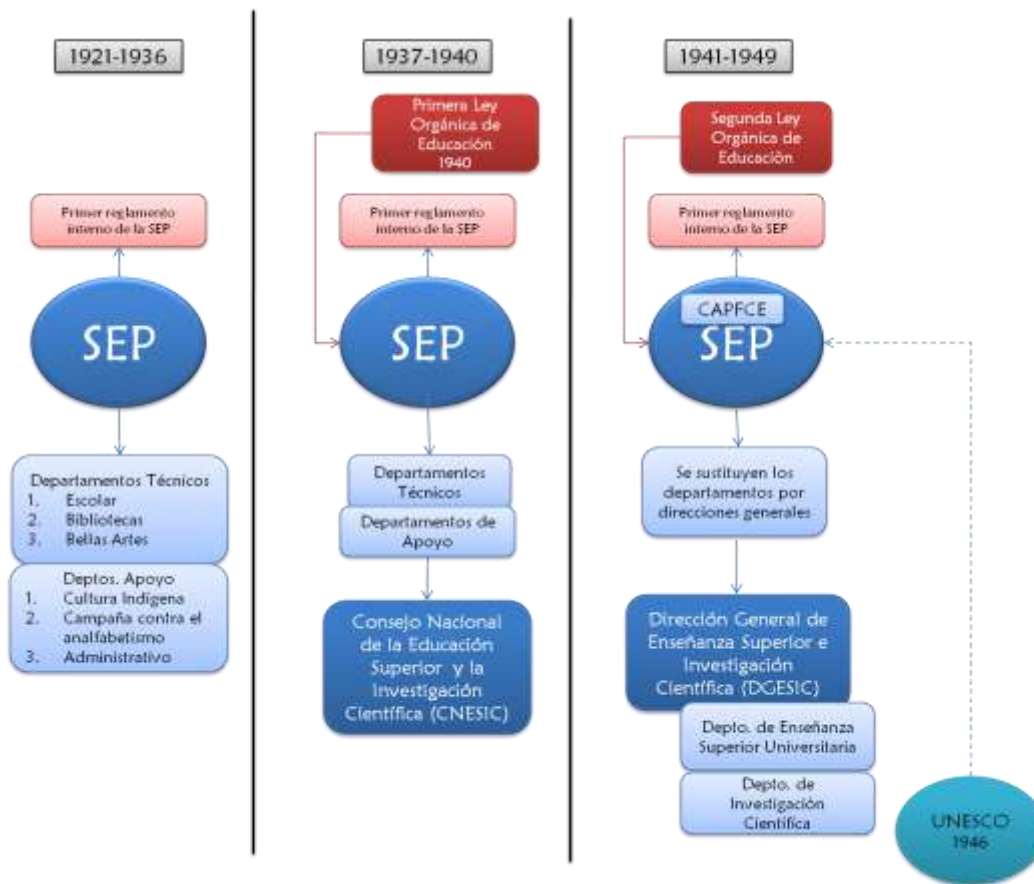 1921-1936
Primer reglamento
interno de la SEP
SEP
Departamentos Técnicos
1. Escolar
2. Bibliotecas
3. Bellas Artes
Deptos. Apoyo
1. Cultura Indígena
2. Campaña contra el
analfabetismo
3. Administrativo
1937-1940
Primera Ley
Orgánica de
Educación
1940
Primer reglamento
interno de la SEP
SEP
Departamentos
Técnicos
Departamentos de
Apoyo
Consejo Nacional
de la Educación
Superior y la
Investigación
Científica (CNESIC)
1941-1949
Segunda Ley
Orgánica de
Educación
Primer reglamento
interno de la SEP
CAPFCE
SEP
Se sustituyen los
departamentos por
direcciones generales
Dirección General de
Enseñanza Superior e
Investigación
Científica (DGESIC)
Depto. de Enseñanza
Superior Universitaria
Depto. de
Investigación
Científica
UNESCO
1946